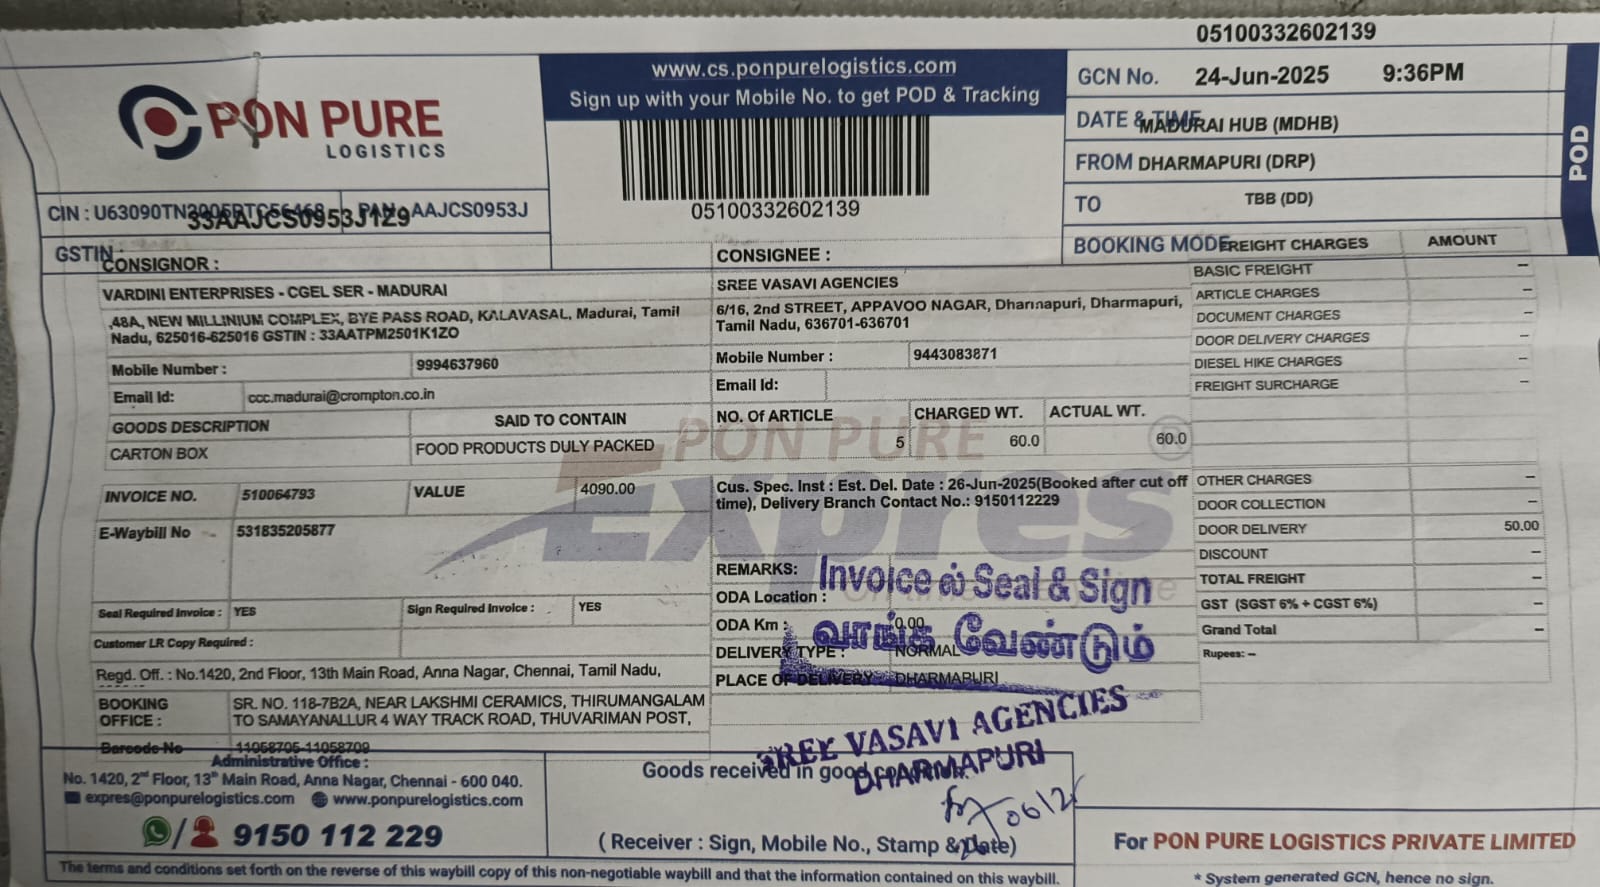 05100332602139
PON PURE
LOGISTICS
www.cs.ponpurelogistics.com
Sign up with your Mobile No. to get POD & Tracking
05100332602139
GCN No. 24-Jun-2025 9:36PM
DATE & TIME MADURAI HUB (MDHB)
FROM DHARMAPURI (DRP)
TO TBB (DD)
BOOKING MODE
POD
CIN : PAN : AAJCS0953J
GSTIN : 33AAJCS0953J1Z9
CONSIGNOR :
VARDINI ENTERPRISES - CGEL SER - MADURAI
,48A, NEW MILLINIUM COMPLEX, BYE PASS ROAD, KALAVASAL, Madurai, Tamil
Nadu, 625016-625016 GSTIN : 33AATPM2501K1ZO
Mobile Number : 9994637960
Email Id: ccc.madurai@crompton.co.in
GOODS DESCRIPTION SAID TO CONTAIN
CARTON BOX FOOD PRODUCTS DULY PACKED
INVOICE NO. 510064793 VALUE 4090.00
E-Waybill No 531835205877
Seal Required Invoice : YES Sign Required Invoice : YES
Customer LR Copy Required :
Regd. Off. : No.1420, 2nd Floor, 13th Main Road, Anna Nagar, Chennai, Tamil Nadu,
BOOKING OFFICE : SR. NO. 118-7B2A, NEAR LAKSHMI CERAMICS, THIRUMANGALAM
TO SAMAYANALLUR 4 WAY TRACK ROAD, THUVARIMAN POST,
Barcode No 11058705-11058709
CONSIGNEE :
SREE VASAVI AGENCIES
6/16, 2nd STREET, APPAVOO NAGAR, Dharmapuri, Dharmapuri,
Tamil Nadu, 636701-636701
Mobile Number : 9443083871
Email Id:
NO. Of ARTICLE CHARGED WT. ACTUAL WT.
5 60.0 60.0
PON PURE ®
Expres
Cus. Spec. Inst : Est. Del. Date : 26-Jun-2025(Booked after cut off
time), Delivery Branch Contact No.: 9150112229
REMARKS:
ODA Location :
ODA Km : 0.00
DELIVERY TYPE : NORMAL
PLACE OF DELIVERY DHARMAPURI
Invoice ல் Seal & Sign
வாங்க வேண்டும்
SREE VASAVI AGENCIES
DHARMAPURI
FREIGHT CHARGES AMOUNT
BASIC FREIGHT –
ARTICLE CHARGES –
DOCUMENT CHARGES –
DOOR DELIVERY CHARGES –
DIESEL HIKE CHARGES –
FREIGHT SURCHARGE –
OTHER CHARGES –
DOOR COLLECTION –
DOOR DELIVERY 50.00
DISCOUNT –
TOTAL FREIGHT –
GST (SGST 6% + CGST 6%) –
Grand Total –
Rupees: –
Administrative Office :
No. 1420, 2nd Floor, 13th Main Road, Anna Nagar, Chennai - 600 040.
expres@ponpurelogistics.com www.ponpurelogistics.com
/ 9150 112 229
Goods received in good condition.
(Receiver : Sign, Mobile No., Stamp & Date)
For PON PURE LOGISTICS PRIVATE LIMITED
The terms and conditions set forth on the reverse of this waybill copy of this non-negotiable waybill and that the information contained on this waybill.
* System generated GCN, hence no sign.